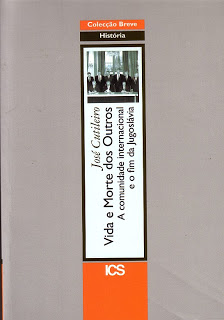 Colecção Breve
História
José Cutileiro
Vida e Morte dos Outros
A comunidade internacional
e o fim da Jugoslávia
ICS